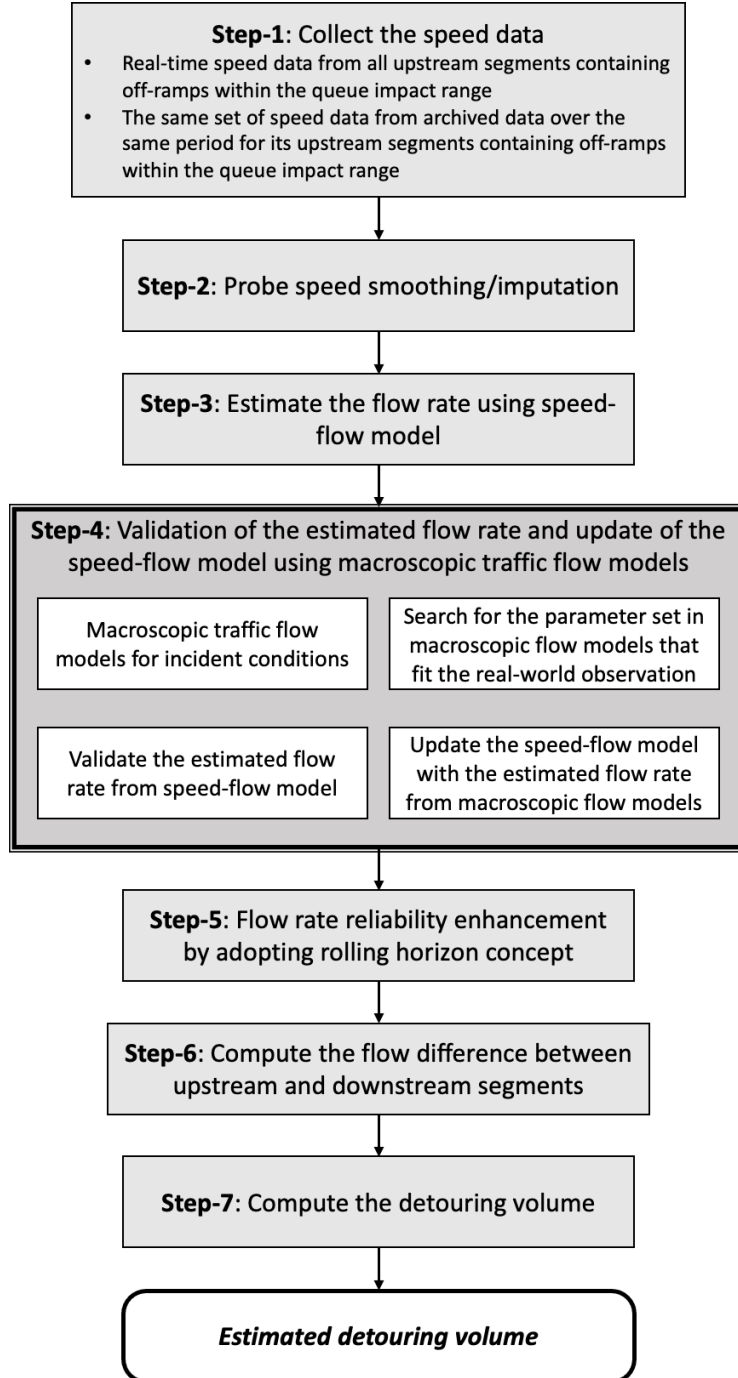 Step-1: Collect the speed data
• Real-time speed data from all upstream segments containing
off-ramps within the queue impact range
• The same set of speed data from archived data over the
same period for its upstream segments containing off-ramps
within the queue impact range
Step-2: Probe speed smoothing/imputation
Step-3: Estimate the flow rate using speed-
flow model
Step-4: Validation of the estimated flow rate and update of the
speed-flow model using macroscopic traffic flow models
Macroscopic traffic flow
models for incident conditions
Search for the parameter set in
macroscopic flow models that
fit the real-world observation
Validate the estimated flow
rate from speed-flow model
Update the speed-flow model
with the estimated flow rate
from macroscopic flow models
Step-5: Flow rate reliability enhancement
by adopting rolling horizon concept
Step-6: Compute the flow difference between
upstream and downstream segments
Step-7: Compute the detouring volume
Estimated detouring volume